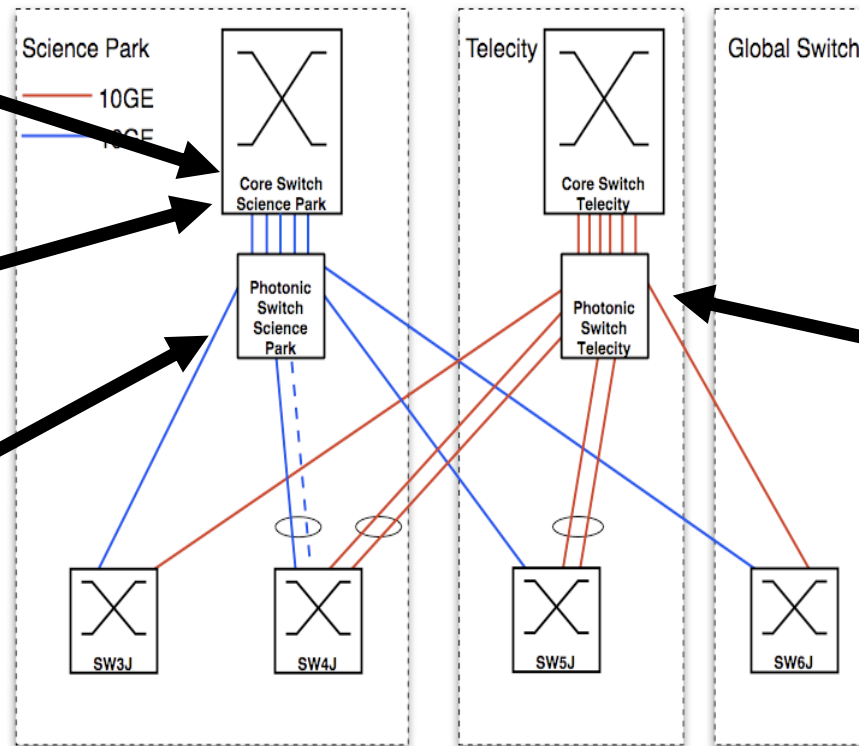 Science Park
10GE
10GE
Core Switch
Science Park
Photonic
Switch
Science
Park
Telecity
Core Switch
Telecity
Photonic
Switch
Telecity
Global Switch
SW3J
SW4J
SW5J
SW6J